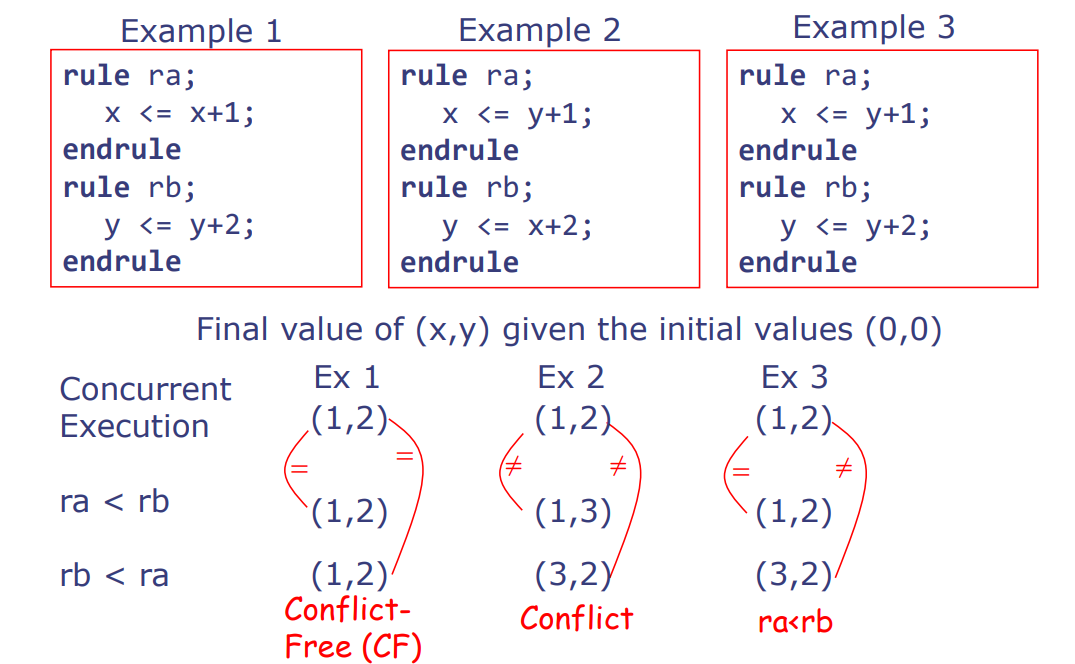 Example 1
rule ra;
x <= x+1;
endrule
rule rb;
y <= y+2;
endrule
Example 2
rule ra;
x <= y+1;
endrule
rule rb;
y <= x+2;
endrule
Example 3
rule ra;
x <= y+1;
endrule
rule rb;
y <= y+2;
endrule
Final value of (x,y) given the initial values (0,0)
Ex 1 Ex 2 Ex 3
Concurrent
Execution
(1,2) (1,2) (1,2)
= = ≠ ≠ = ≠
ra < rb (1,2) (1,3) (1,2)
rb < ra (1,2) (3,2) (3,2)
Conflict-
Free (CF)
Conflict
ra<rb